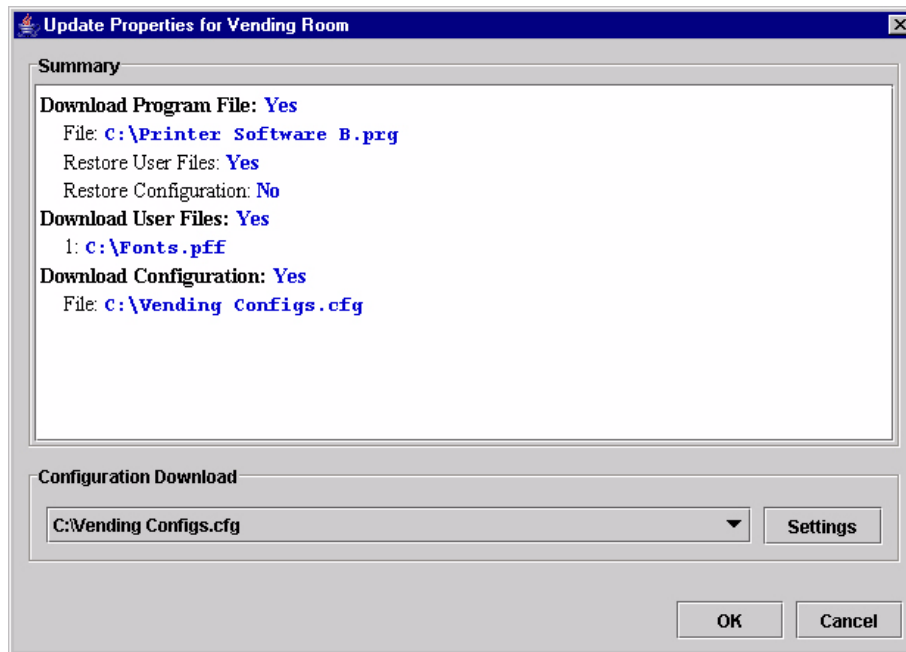 Update Properties for Vending Room
Summary
Download Program File: Yes
File: C:\Printer Software B.prg
Restore User Files: Yes
Restore Configuration: No
Download User Files: Yes
1: C:\Fonts.pff
Download Configuration: Yes
File: C:\Vending Configs.cfg
Configuration Download
C:\Vending Configs.cfg
Settings
OK
Cancel